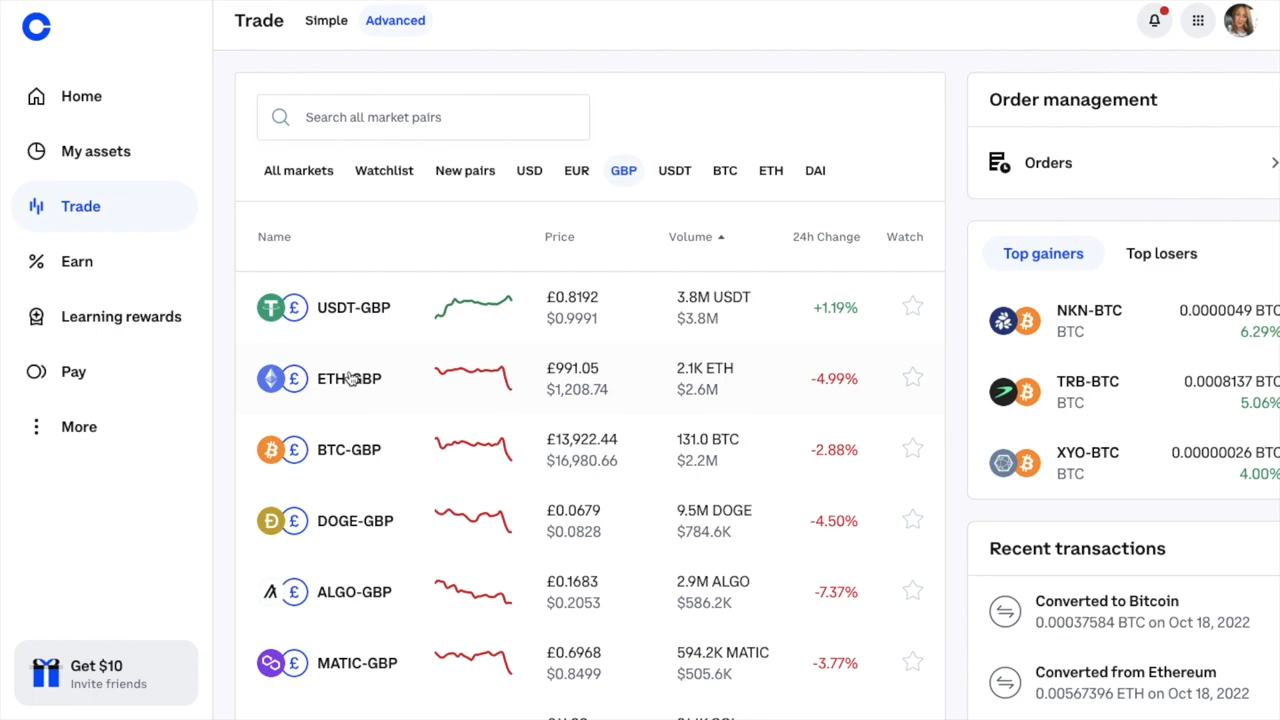 Trade Simple Advanced
Home
My assets
Trade
Earn
Learning rewards
Pay
More
Get $10
Invite friends
Search all market pairs
All markets Watchlist New pairs USD EUR GBP USDT BTC ETH DAI
Name Price Volume 24h Change Watch
USDT-GBP £0.8192 3.8M USDT +1.19%
$0.9991 $3.8M
ETH-GBP £991.05 2.1K ETH -4.99%
$1,208.74 $2.6M
BTC-GBP £13,922.44 131.0 BTC -2.88%
$16,980.66 $2.2M
DOGE-GBP £0.0679 9.5M DOGE -4.50%
$0.0828 $784.6K
ALGO-GBP £0.1683 2.9M ALGO -7.37%
$0.2053 $586.2K
MATIC-GBP £0.6968 594.2K MATIC -3.77%
$0.8499 $505.6K
Order management
Orders
Top gainers Top losers
NKN-BTC 0.0000049 BTC
BTC 6.29%
TRB-BTC 0.0008137 BTC
BTC 5.06%
XYO-BTC 0.00000026 BTC
BTC 4.00%
Recent transactions
Converted to Bitcoin
0.00037584 BTC on Oct 18, 2022
Converted from Ethereum
0.00567396 ETH on Oct 18, 2022